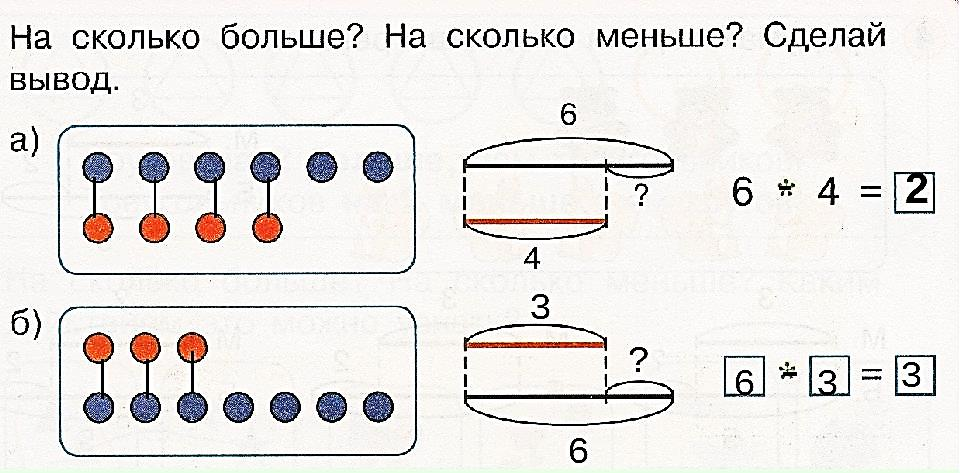 На сколько больше? На сколько меньше? Сделай
вывод.
а)
6
?
4
6 * 4 = 2
б)
3
?
6
6 * 3 = 3